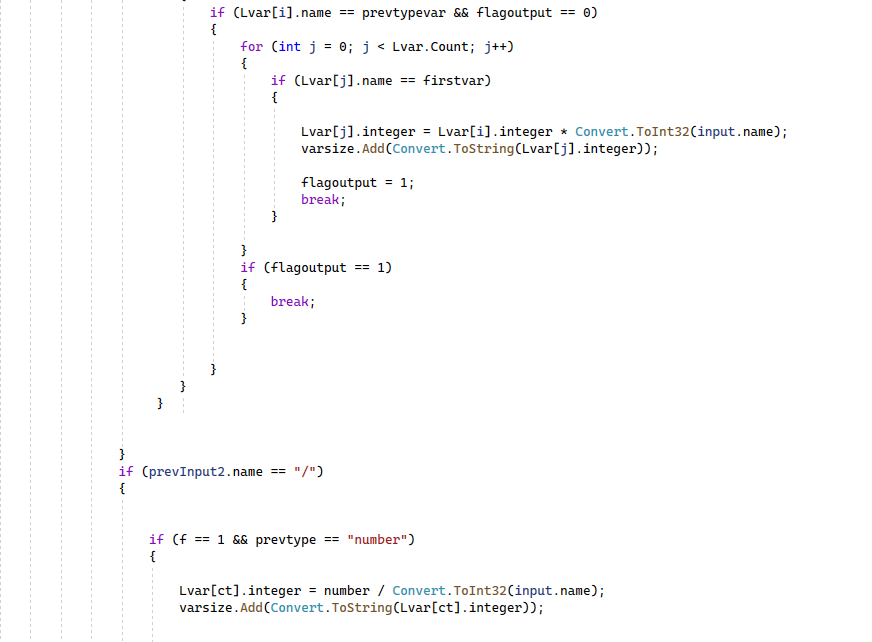 if (Lvar[i].name == prevtypevar && flagoutput == 0)
{
for (int j = 0; j < Lvar.Count; j++)
{
if (Lvar[j].name == firstvar)
{
Lvar[j].integer = Lvar[i].integer * Convert.ToInt32(input.name);
varsize.Add(Convert.ToString(Lvar[j].integer));
flagoutput = 1;
break;
}
}
if (flagoutput == 1)
{
break;
}
}
}
}
}
if (prevInput2.name == "/")
{
if (f == 1 && prevtype == "number")
{
Lvar[ct].integer = number / Convert.ToInt32(input.name);
varsize.Add(Convert.ToString(Lvar[ct].integer));